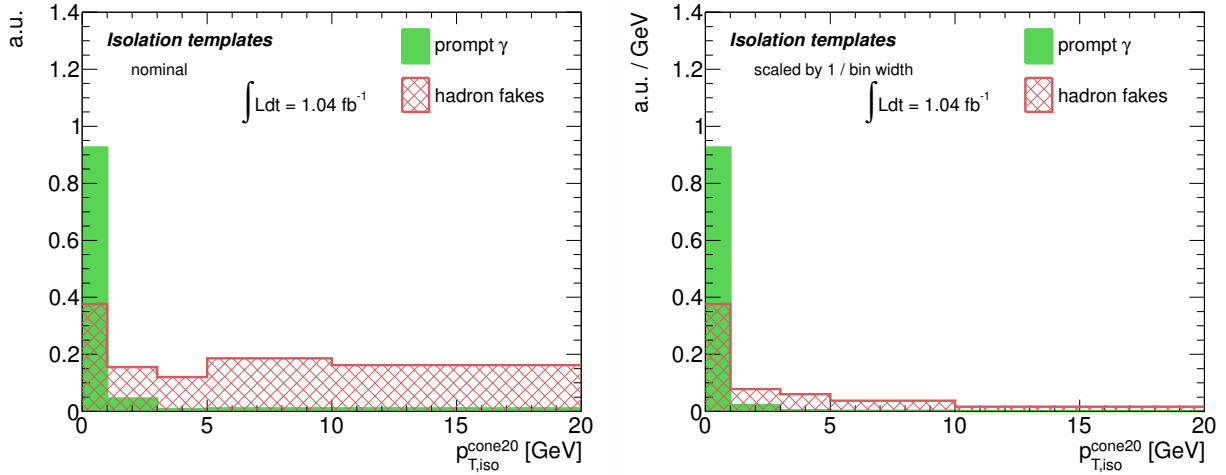 a.u.
1.4
1.2
1
0.8
0.6
0.4
0.2
0
Isolation templates
nominal
∫ Ldt = 1.04 fb⁻¹
prompt γ
hadron fakes
0 5 10 15 20
p_{T,iso}^{cone20} [GeV]
a.u. / GeV
1.4
1.2
1
0.8
0.6
0.4
0.2
0
Isolation templates
scaled by 1 / bin width
∫ Ldt = 1.04 fb⁻¹
prompt γ
hadron fakes
0 5 10 15 20
p_{T,iso}^{cone20} [GeV]